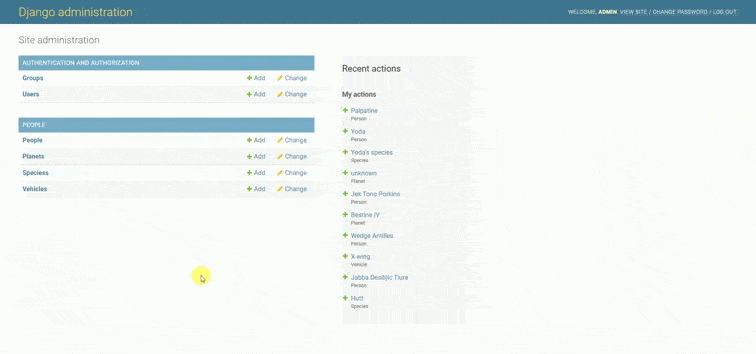 Django administration
WELCOME, ADMIN. VIEW SITE / CHANGE PASSWORD / LOG OUT
Site administration
AUTHENTICATION AND AUTHORIZATION
Groups Add Change
Users Add Change
PEOPLE
People Add Change
Planets Add Change
Speciess Add Change
Vehicles Add Change
Recent actions
My actions
Palpatine
Person
Yoda
Person
Yoda's species
Species
unknown
Planet
Jek Tono Porkins
Person
Bestine IV
Planet
Wedge Antilles
Person
X-wing
Vehicle
Jabba Desilijic Tiure
Person
Hutt
Species